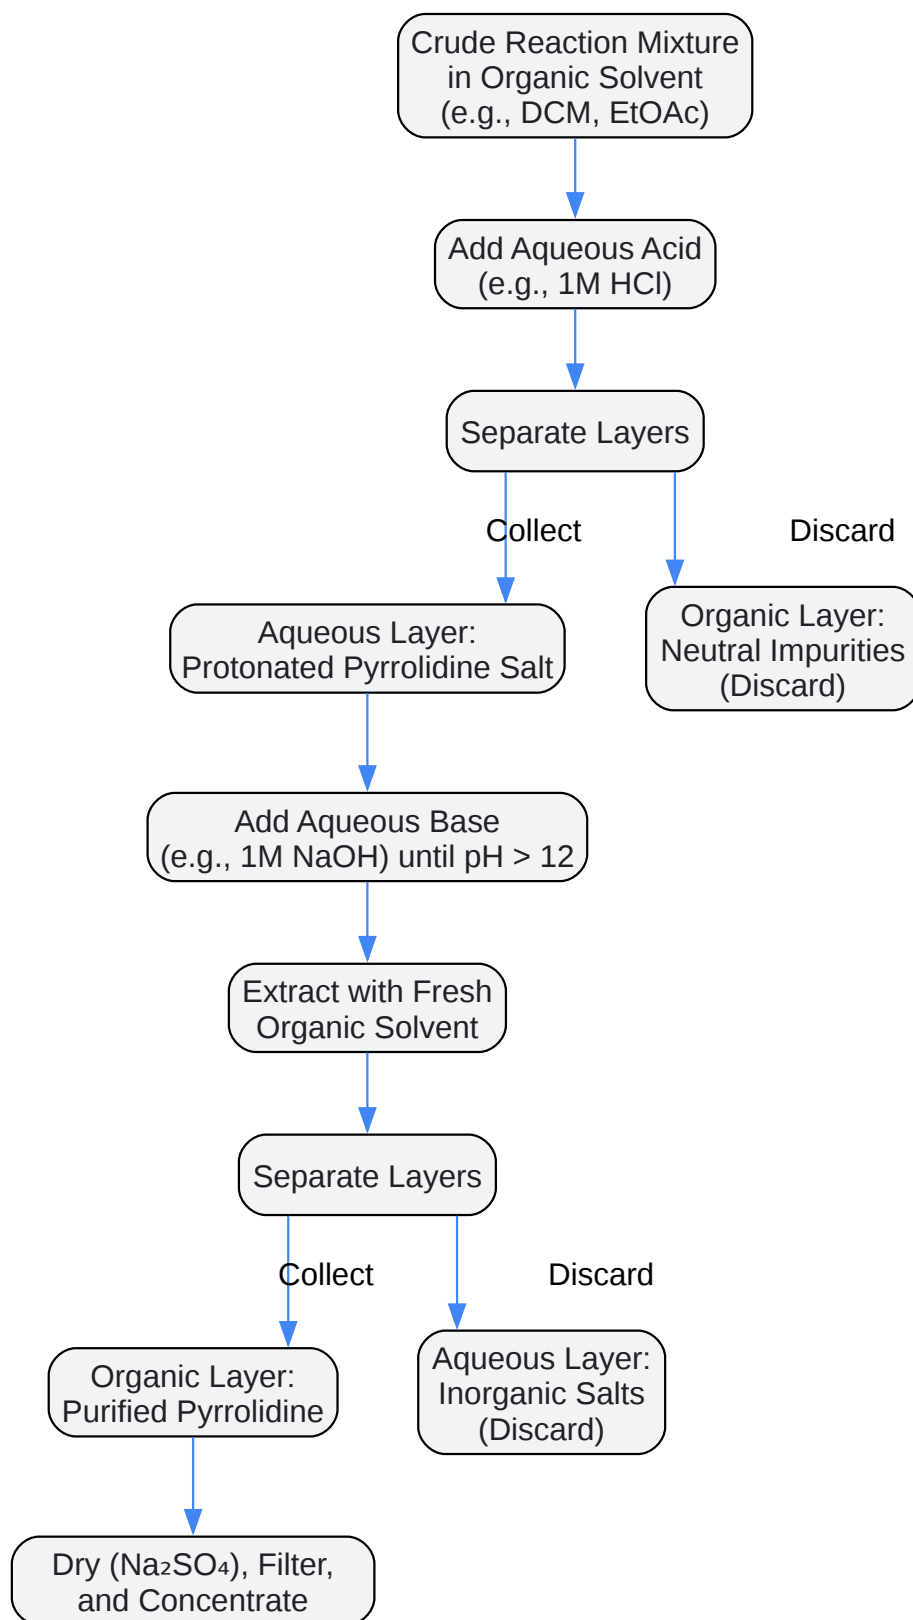 Crude Reaction Mixture
in Organic Solvent
(e.g., DCM, EtOAc)
Add Aqueous Acid
(e.g., 1M HCl)
Separate Layers
Collect
Discard
Aqueous Layer:
Protonated Pyrrolidine Salt
Organic Layer:
Neutral Impurities
(Discard)
Add Aqueous Base
(e.g., 1M NaOH) until pH > 12
Extract with Fresh
Organic Solvent
Separate Layers
Collect
Discard
Organic Layer:
Purified Pyrrolidine
Aqueous Layer:
Inorganic Salts
(Discard)
Dry (Na₂SO₄), Filter,
and Concentrate